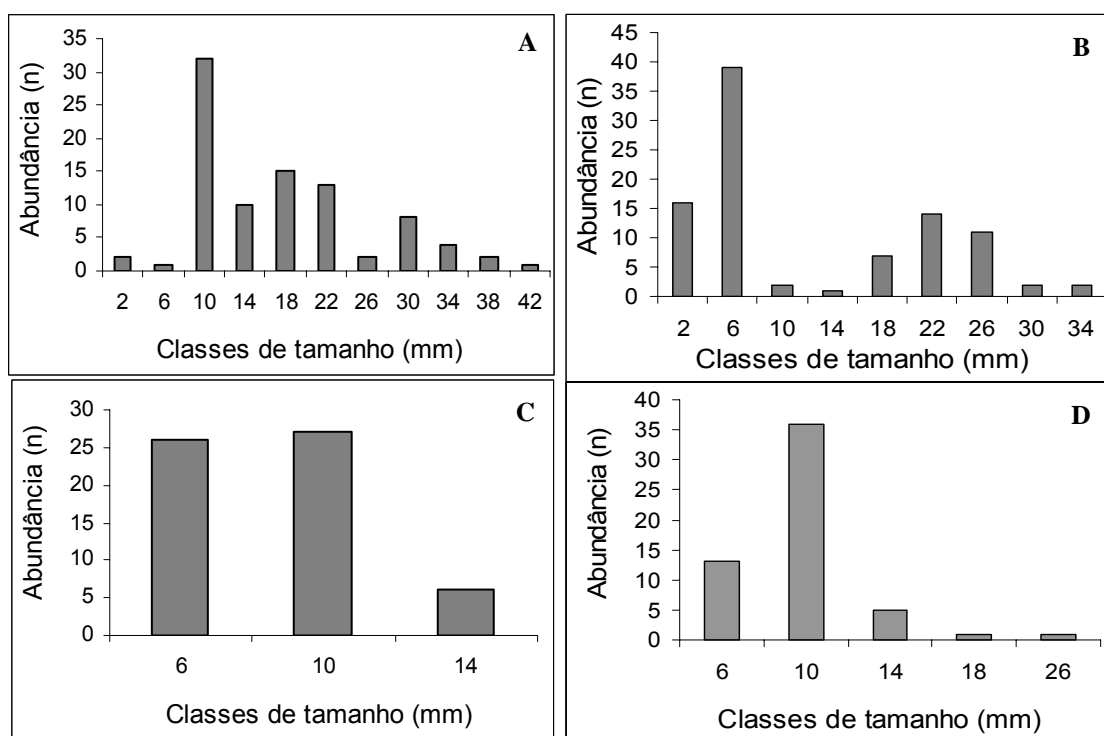 A
Abundância (n)
35
30
25
20
15
10
5
0
2 6 10 14 18 22 26 30 34 38 42
Classes de tamanho (mm)
B
Abundância (n)
45
40
35
30
25
20
15
10
5
0
2 6 10 14 18 22 26 30 34
Classes de tamanho (mm)
C
Abundância (n)
30
25
20
15
10
5
0
6 10 14
Classes de tamanho (mm)
D
Abundância (n)
40
35
30
25
20
15
10
5
0
6 10 14 18 26
Classes de tamanho (mm)